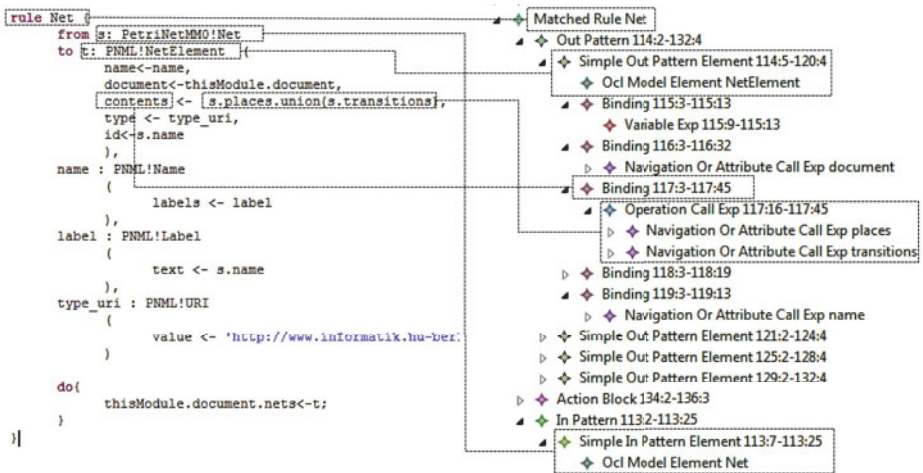 rule Net {
from s: PetriNetMM0!Net
to t: PNML!NetElement (
name<-name,
document<-thisModule.document,
contents <- s.places.union(s.transitions),
type <- type_uri,
id<-s.name
),
name : PNML!Name
(
labels <- label
),
label : PNML!Label
(
text <- s.name
),
type_uri : PNML!URI
(
value <- 'http://www.informatik.hu-berl
)
do{
thisModule.document.nets<-t;
}
}
Matched Rule Net
Out Pattern 114:2-132:4
Simple Out Pattern Element 114:5-120:4
Ocl Model Element NetElement
Binding 115:3-115:13
Variable Exp 115:9-115:13
Binding 116:3-116:32
Navigation Or Attribute Call Exp document
Binding 117:3-117:45
Operation Call Exp 117:16-117:45
Navigation Or Attribute Call Exp places
Navigation Or Attribute Call Exp transitions
Binding 118:3-118:19
Binding 119:3-119:13
Navigation Or Attribute Call Exp name
Simple Out Pattern Element 121:2-124:4
Simple Out Pattern Element 125:2-128:4
Simple Out Pattern Element 129:2-132:4
Action Block 134:2-136:3
In Pattern 113:2-113:25
Simple In Pattern Element 113:7-113:25
Ocl Model Element Net